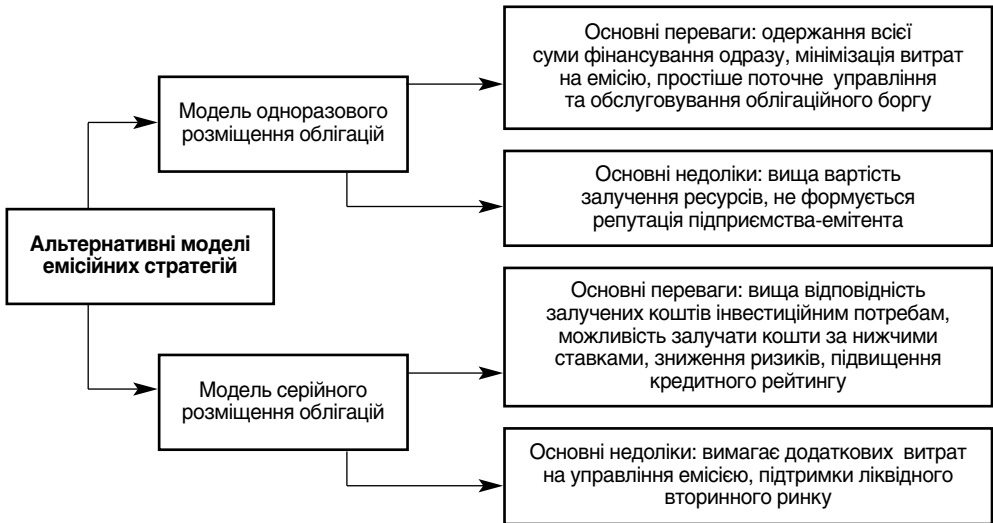 Основні переваги: одержання всієї
суми фінансування одразу, мінімізація витрат
на емісію, простіше поточне управління
та обслуговування облігаційного боргу
Модель одноразового
розміщення облігацій
Основні недоліки: вища вартість
залучення ресурсів, не формується
репутація підприємства-емітента
Альтернативні моделі
емісійних стратегій
Основні переваги: вища відповідність
залучених коштів інвестиційним потребам,
можливість залучати кошти за нижчими
ставками, зниження ризиків, підвищення
кредитного рейтингу
Модель серійного
розміщення облігацій
Основні недоліки: вимагає додаткових витрат
на управління емісією, підтримки ліквідного
вторинного ринку